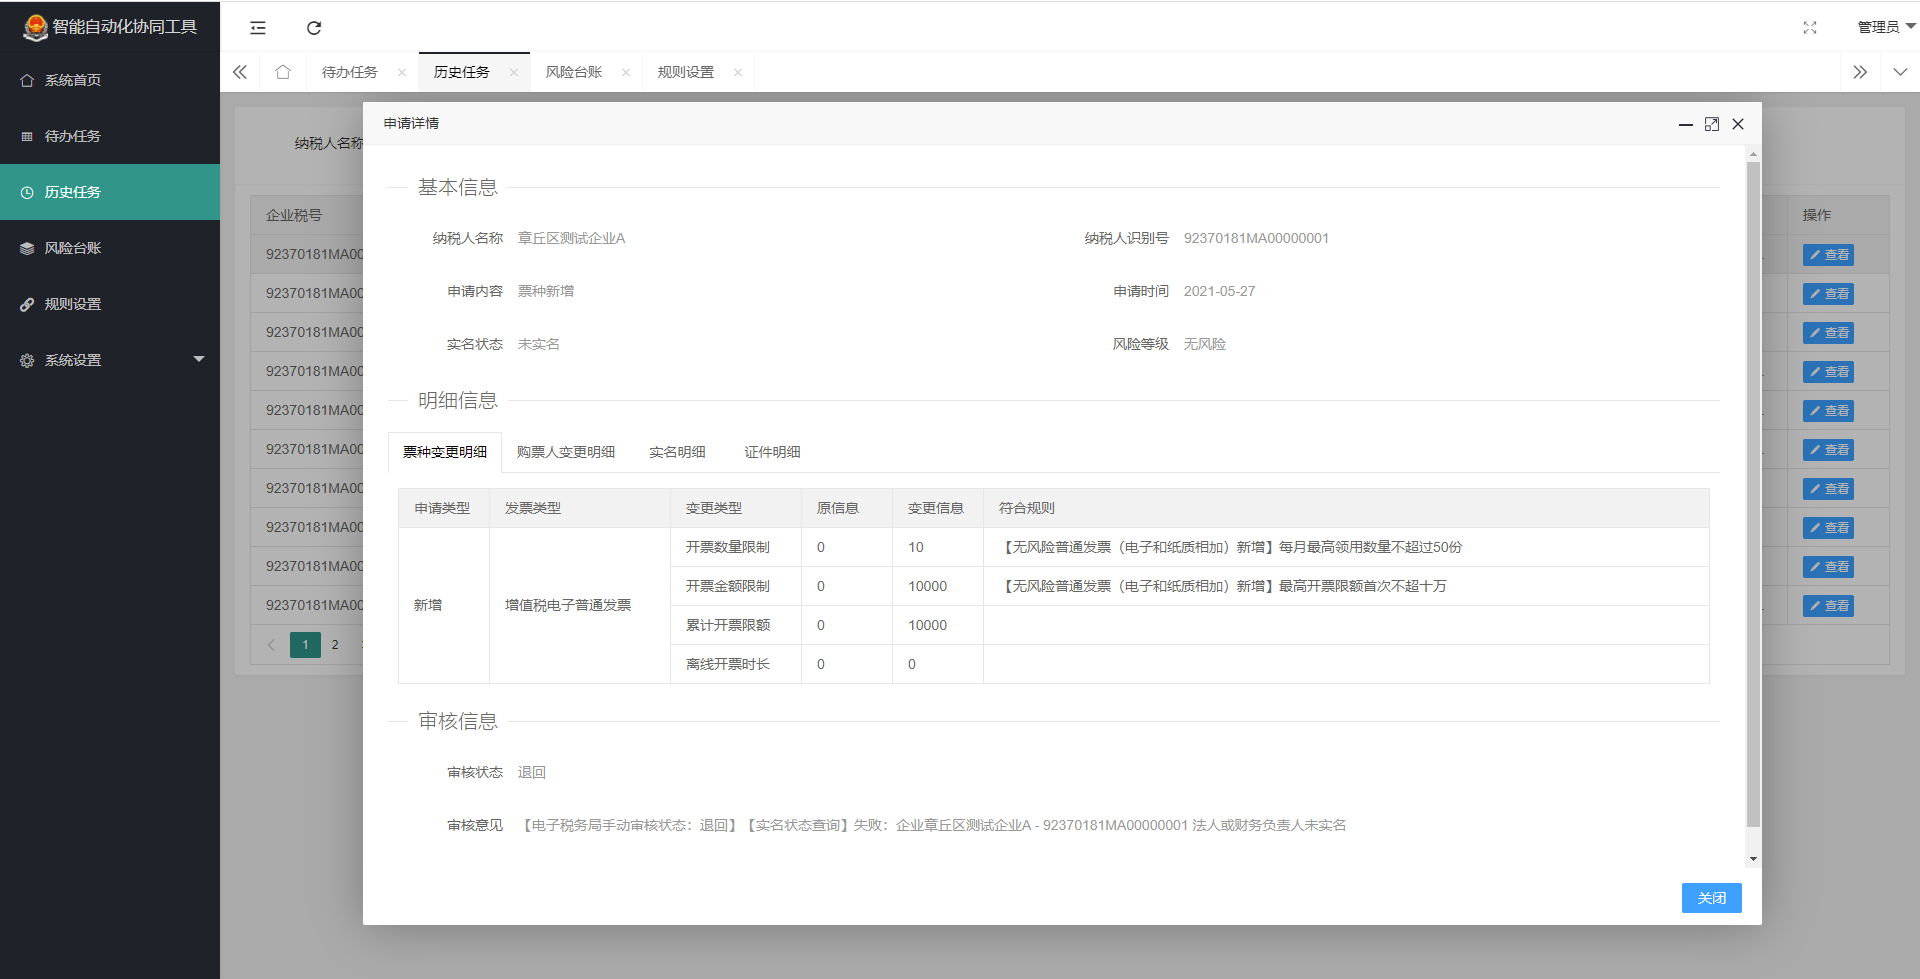 智能自动化协同工具
管理员
系统首页
待办任务
历史任务
风险台账
规则设置
系统设置
待办任务 历史任务 风险台账 规则设置
纳税人名称
企业税号 操作
92370181MA00 查看
92370181MA00 查看
92370181MA00 查看
92370181MA00 查看
92370181MA00 查看
92370181MA00 查看
92370181MA00 查看
92370181MA00 查看
92370181MA00 查看
92370181MA00 查看
1 2
申请详情
基本信息
纳税人名称 章丘区测试企业A 纳税人识别号 92370181MA00000001
申请内容 票种新增 申请时间 2021-05-27
实名状态 未实名 风险等级 无风险
明细信息
票种变更明细 购票人变更明细 实名明细 证件明细
申请类型 发票类型 变更类型 原信息 变更信息 符合规则
新增 增值税电子普通发票
开票数量限制 0 10 【无风险普通发票（电子和纸质相加）新增】每月最高领用数量不超过50份
开票金额限制 0 10000 【无风险普通发票（电子和纸质相加）新增】最高开票限额首次不超十万
累计开票限额 0 10000
离线开票时长 0 0
审核信息
审核状态 退回
审核意见 【电子税务局手动审核状态：退回】【实名状态查询】失败：企业章丘区测试企业A - 92370181MA00000001 法人或财务负责人未实名
关闭